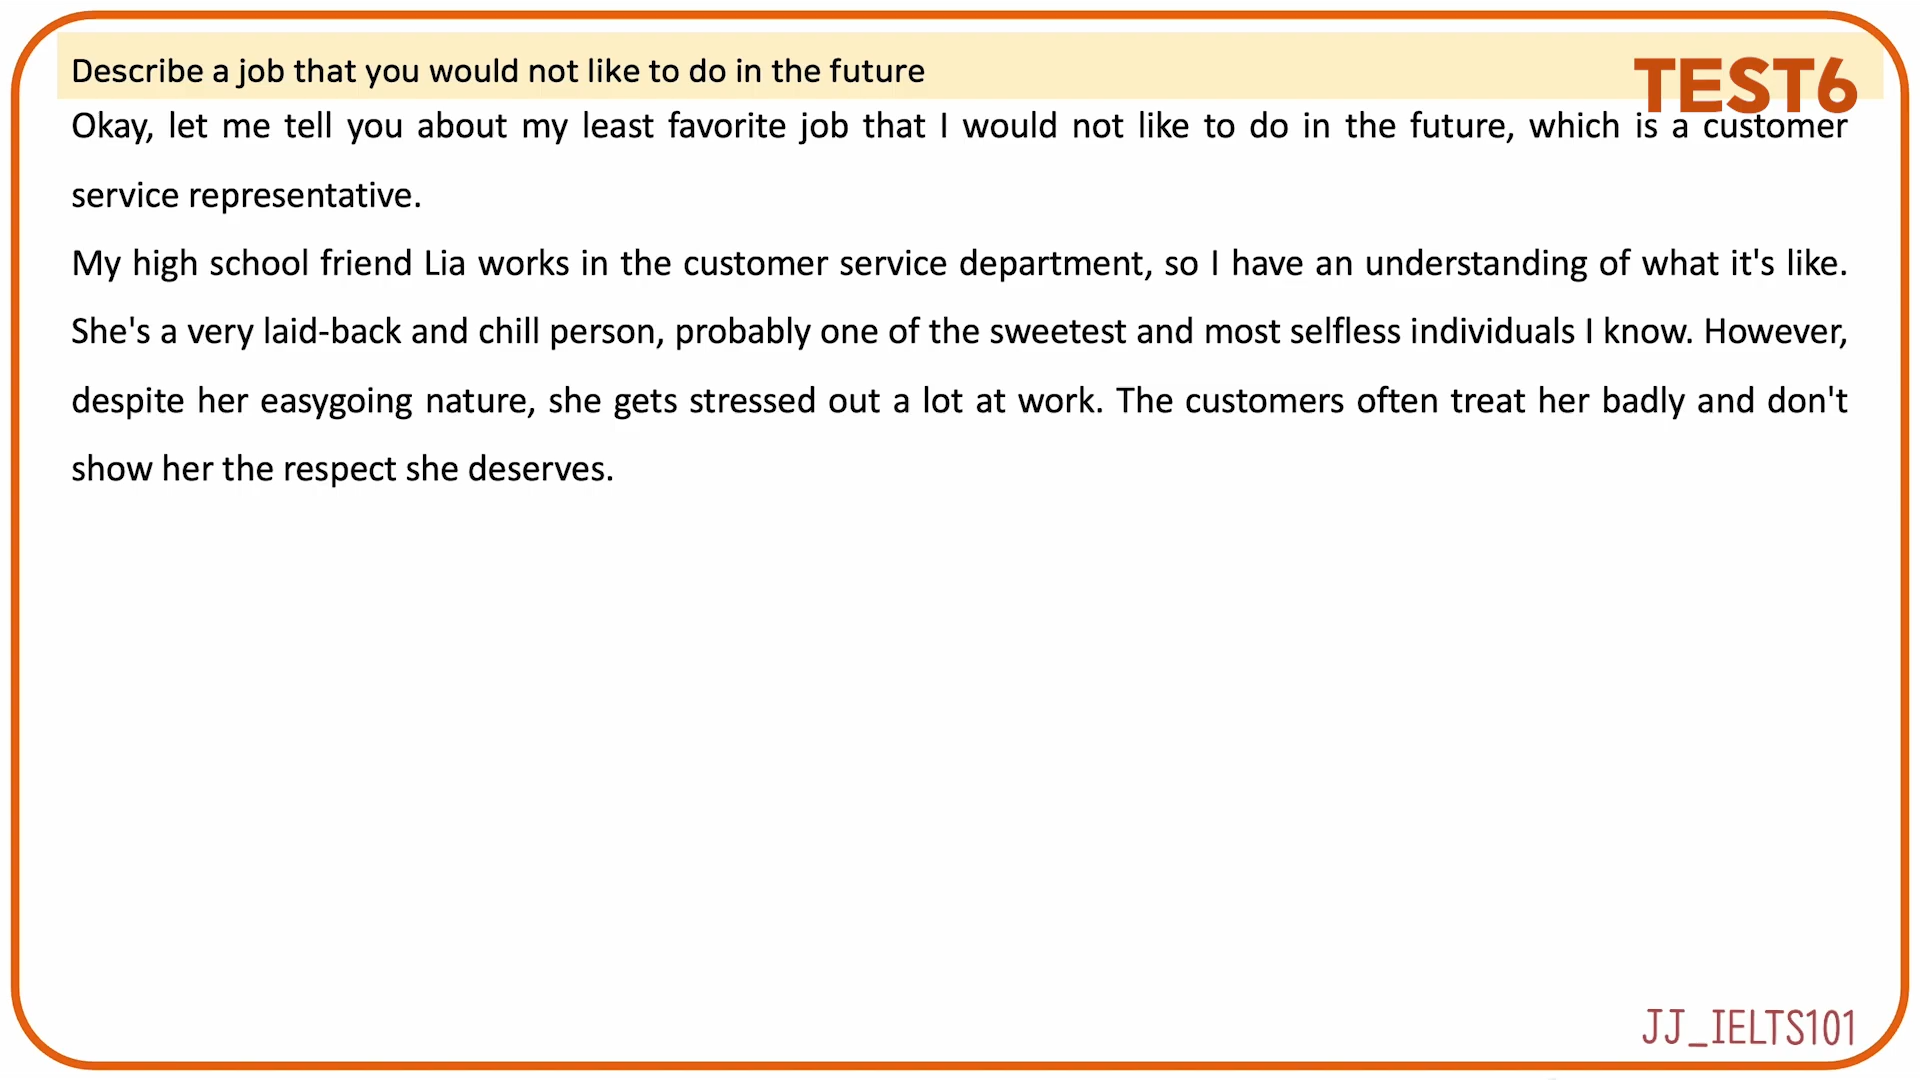 Describe a job that you would not like to do in the future
TEST6
Okay, let me tell you about my least favorite job that I would not like to do in the future, which is a customer
service representative.
My high school friend Lia works in the customer service department, so I have an understanding of what it's like.
She's a very laid-back and chill person, probably one of the sweetest and most selfless individuals I know. However,
despite her easygoing nature, she gets stressed out a lot at work. The customers often treat her badly and don't
show her the respect she deserves.
JJ_IELTS101